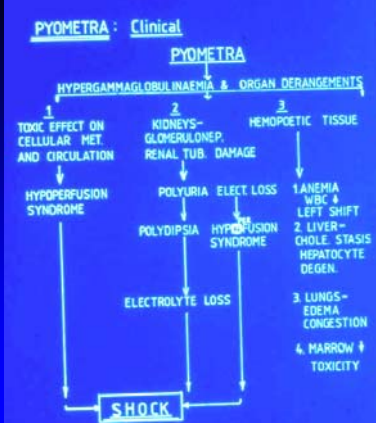 PYOMETRA: Clinical
PYOMETRA
HYPERGAMMAGLOBULINAEMIA & ORGAN DERANGEMENTS
1
TOXIC EFFECT ON
CELLULAR MET.
AND CIRCULATION
HYPOPERFUSION
SYNDROME
2
KIDNEYS-
GLOMERULONEP.
RENAL TUB. DAMAGE
POLYURIA ELECT. LOSS
POLYDIPSIA
SYNDROME
ELECTROLYTE LOSS
3
HEMOPOETIC TISSUE
1. ANEMIA
WBC ↓
LEFT SHIFT
2. LIVER-
CHOLE. STASIS
HEPATOCYTE
DEGEN.
3. LUNGS-
EDEMA
CONGESTION
4. MARROW
TOXICITY
SHOCK